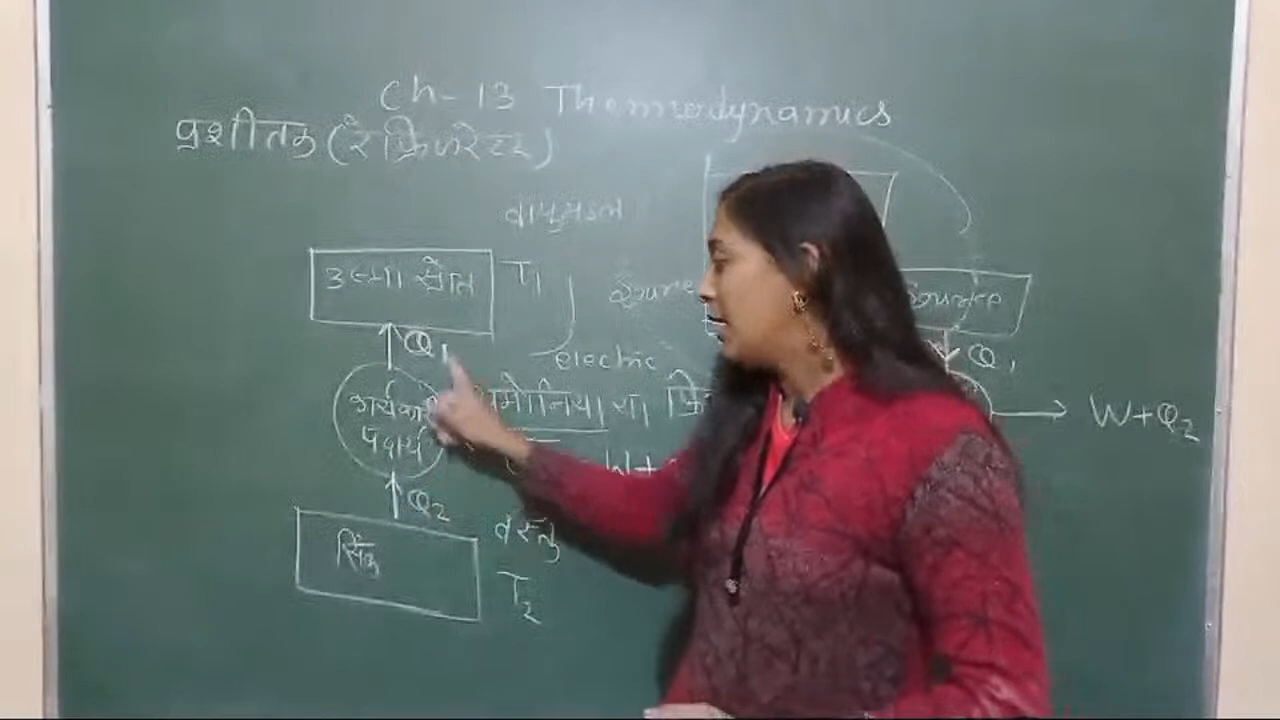 Ch- 13 Thermodynamics
प्रशीतक (रेफ्रिजरेटर)
वायुमंडल
उष्मा स्रोत T1
Source
Q1
electric
कार्यकारी
पदार्थ
अमोनिया या
W+
W+Q2
Q1
Q2
सिंक
वस्तु
T2